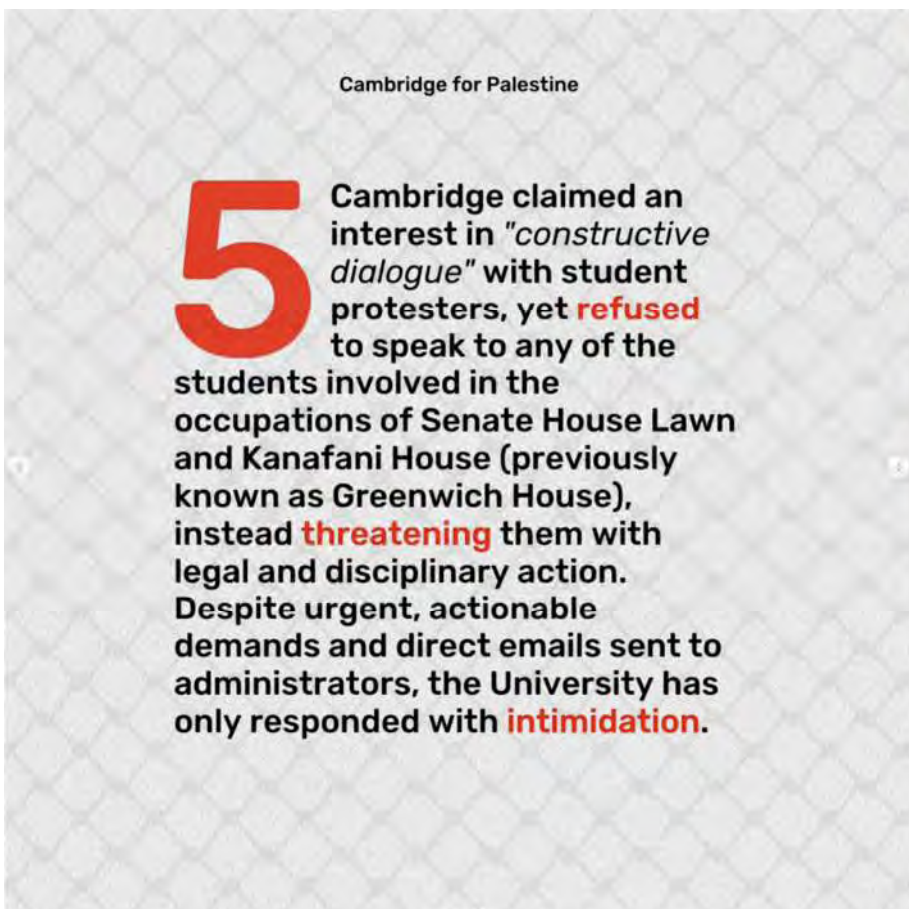 Cambridge for Palestine
5
Cambridge claimed an
interest in "constructive
dialogue" with student
protesters, yet refused
to speak to any of the
students involved in the
occupations of Senate House Lawn
and Kanafani House (previously
known as Greenwich House),
instead threatening them with
legal and disciplinary action.
Despite urgent, actionable
demands and direct emails sent to
administrators, the University has
only responded with intimidation.